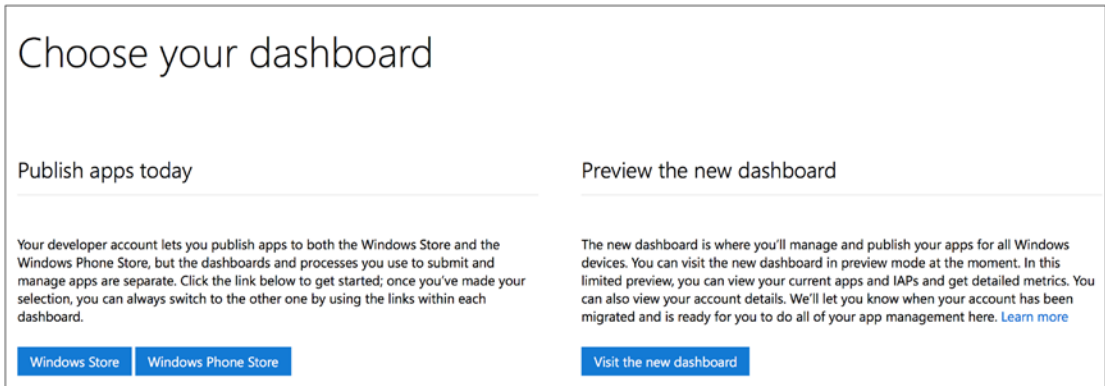 Choose your dashboard
Publish apps today
Your developer account lets you publish apps to both the Windows Store and the
Windows Phone Store, but the dashboards and processes you use to submit and
manage apps are separate. Click the link below to get started; once you've made your
selection, you can always switch to the other one by using the links within each
dashboard.
Windows Store
Windows Phone Store
Preview the new dashboard
The new dashboard is where you'll manage and publish your apps for all Windows
devices. You can visit the new dashboard in preview mode at the moment. In this
limited preview, you can view your current apps and IAPs and get detailed metrics. You
can also view your account details. We'll let you know when your account has been
migrated and is ready for you to do all of your app management here. Learn more
Visit the new dashboard